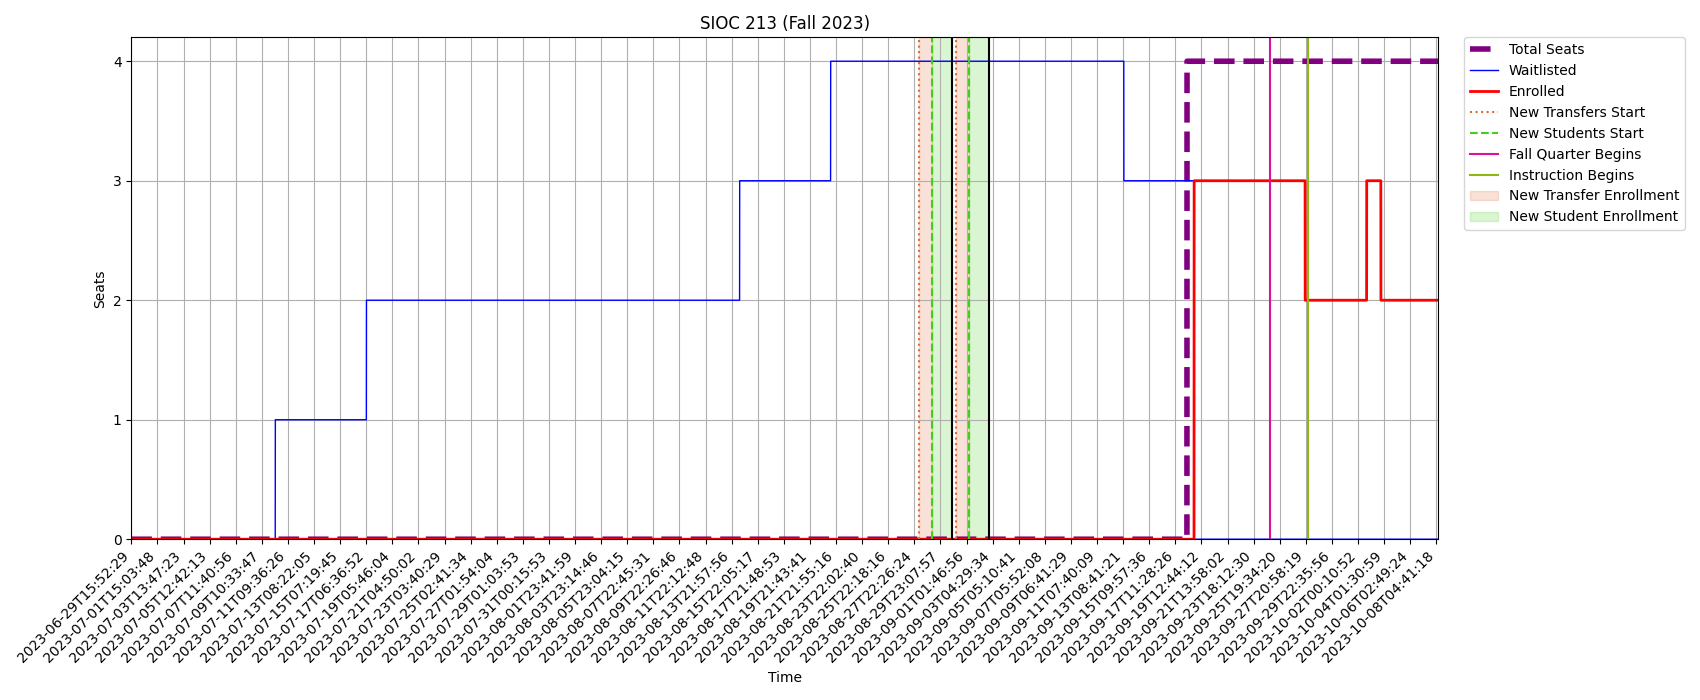 SIOC 213 (Fall 2023)
Total Seats
Waitlisted
Enrolled
New Transfers Start
New Students Start
Fall Quarter Begins
Instruction Begins
New Transfer Enrollment
New Student Enrollment
Seats
4
3
2
1
0
2023-06-29T15:52:29
2023-07-01T15:03:48
2023-07-03T13:47:23
2023-07-05T12:42:13
2023-07-07T11:40:56
2023-07-09T10:33:47
2023-07-11T09:36:26
2023-07-13T08:22:05
2023-07-15T07:19:45
2023-07-17T06:36:52
2023-07-19T05:46:04
2023-07-21T04:50:02
2023-07-23T03:40:29
2023-07-25T02:41:34
2023-07-27T01:54:04
2023-07-29T01:03:53
2023-07-31T00:15:53
2023-08-01T23:41:59
2023-08-03T23:14:46
2023-08-05T23:04:15
2023-08-07T22:45:31
2023-08-09T22:26:46
2023-08-11T22:12:48
2023-08-13T21:57:56
2023-08-15T22:05:17
2023-08-17T21:48:53
2023-08-19T21:43:41
2023-08-21T21:55:16
2023-08-23T22:02:40
2023-08-25T22:18:16
2023-08-27T22:26:24
2023-08-29T23:07:57
2023-09-01T01:46:56
2023-09-03T04:29:34
2023-09-05T05:10:41
2023-09-07T05:52:08
2023-09-09T06:41:29
2023-09-11T07:40:09
2023-09-13T08:41:21
2023-09-15T09:57:36
2023-09-17T11:28:26
2023-09-19T12:44:12
2023-09-21T13:58:02
2023-09-23T18:12:30
2023-09-25T19:34:20
2023-09-27T20:58:19
2023-09-29T22:35:56
2023-10-02T00:10:52
2023-10-04T01:30:59
2023-10-06T02:49:24
2023-10-08T04:41:18
Time